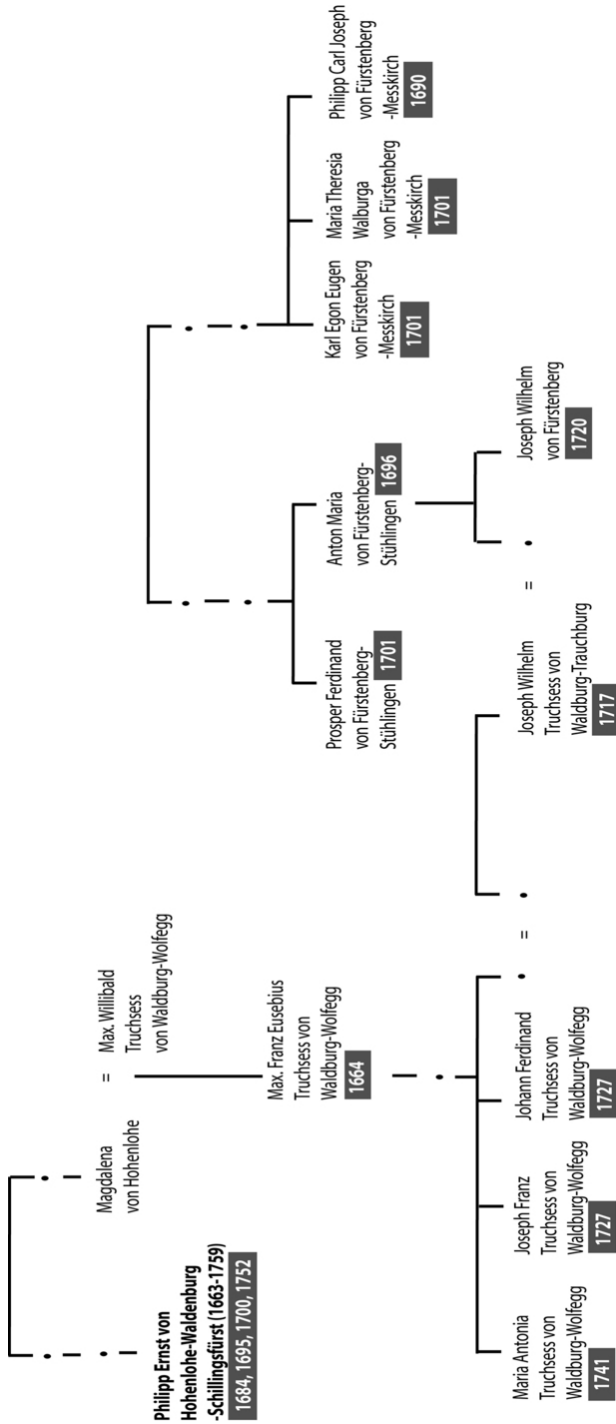 Philipp Ernst von
Hohenlohe-Waldenburg
-Schillingsfürst (1663-1759)
1684, 1695, 1700, 1752
Magdalena
von Hohenlohe
=
Max. Willibald
Truchsess
von Waldburg-Wolfegg
Max. Franz Eusebius
Truchsess von
Waldburg-Wolfegg
1664
Prosper Ferdinand
von Fürstenberg-
Stühlingen 1701
Anton Maria
von Fürstenberg-
Stühlingen 1696
Karl Egon Eugen
von Fürstenberg
-Messkirch
1701
Maria Theresia
Walburga
von Fürstenberg
-Messkirch
1701
Philipp Carl Joseph
von Fürstenberg
-Messkirch
1690
Maria Antonia
Truchsess von
Waldburg-Wolfegg
1741
Joseph Franz
Truchsess von
Waldburg-Wolfegg
1727
Johann Ferdinand
Truchsess von
Waldburg-Wolfegg
1727
=
Joseph Wilhelm
Truchsess von
Waldburg-Trauchburg
1717
=
Joseph Wilhelm
von Fürstenberg
1720